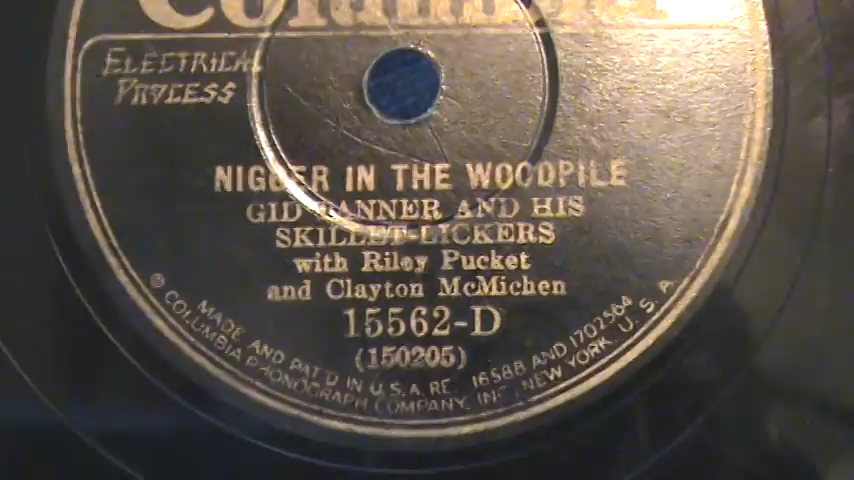 Columbia
ELECTRICAL
PROCESS
NIGGER IN THE WOODPILE
GID TANNER AND HIS
SKILLET-LICKERS
with Riley Pucket
and Clayton McMichen
15562-D
(150205)
MADE AND PAT'D IN U.S.A. RE. 16588 AND 1702564
℗ COLUMBIA PHONOGRAPH COMPANY, INC., NEW YORK, U.S.A.